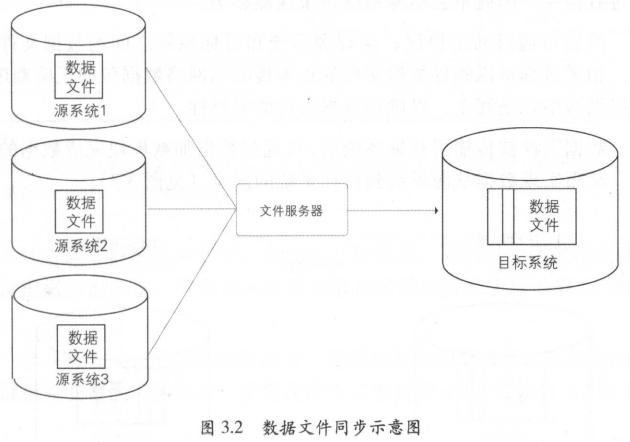 数据
文件
源系统1
数据
文件
源系统2
数据
文件
源系统3
文件服务器
数据
文件
目标系统
图 3.2 数据文件同步示意图